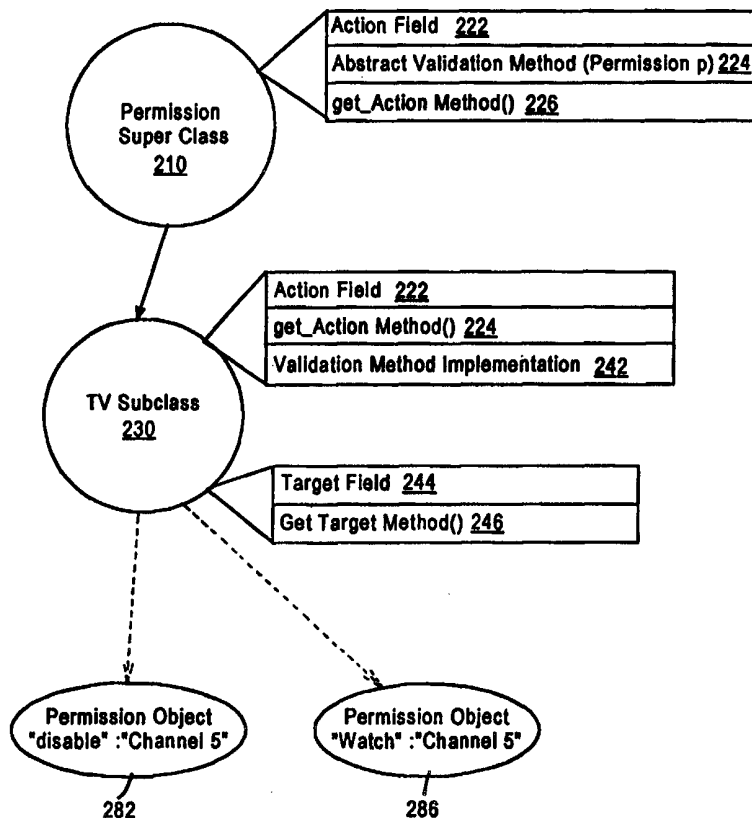 Action Field 222
Abstract Validation Method (Permission p) 224
get_Action Method() 226
Permission
Super Class
210
Action Field 222
get_Action Method() 224
Validation Method Implementation 242
TV Subclass
230
Target Field 244
Get Target Method() 246
Permission Object
"disable" :"Channel 5"
Permission Object
"Watch" :"Channel 5"
282
286